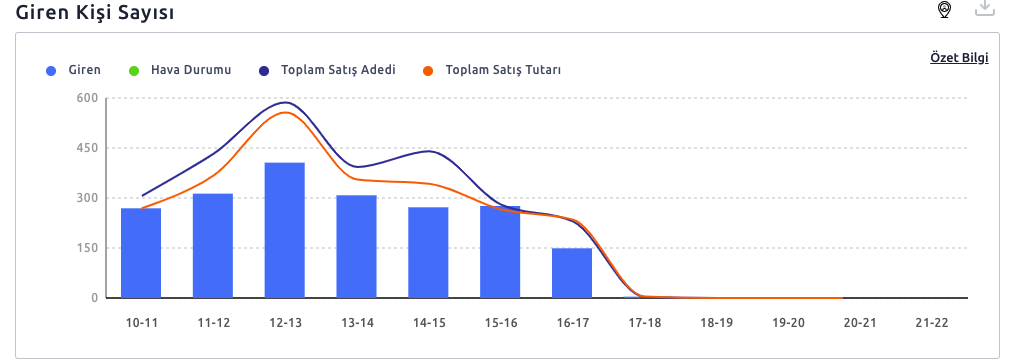 Giren Kişi Sayısı
Özet Bilgi
Giren Hava Durumu Toplam Satış Adedi Toplam Satış Tutarı
600
450
300
150
0
10-11 11-12 12-13 13-14 14-15 15-16 16-17 17-18 18-19 19-20 20-21 21-22